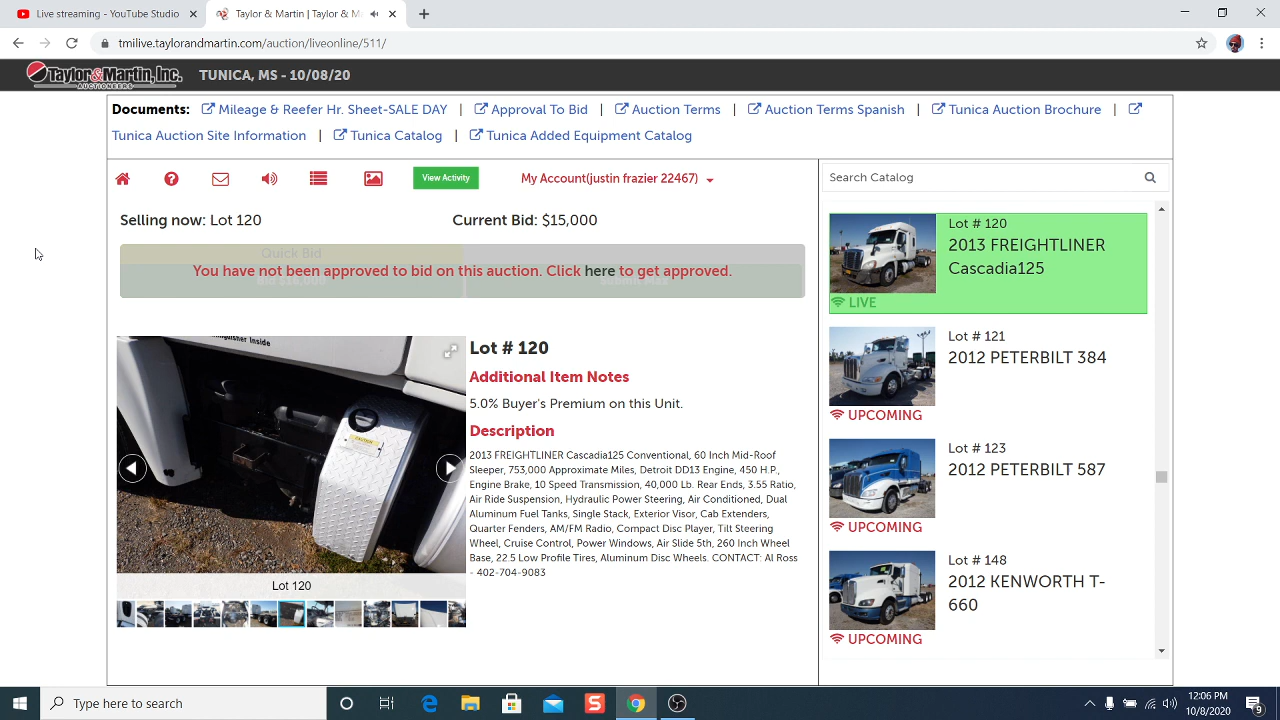 Live streaming - YouTube Studio
Taylor & Martin | Taylor & M
tmilive.taylorandmartin.com/auction/liveonline/511/
Taylor & Martin, Inc.
AUCTIONEERS
TUNICA, MS - 10/08/20
Documents: Mileage & Reefer Hr. Sheet-SALE DAY | Approval To Bid | Auction Terms | Auction Terms Spanish | Tunica Auction Brochure |
Tunica Auction Site Information | Tunica Catalog | Tunica Added Equipment Catalog
View Activity
My Account(justin frazier 22467)
Selling now: Lot 120
Current Bid: $15,000
Quick Bid
You have not been approved to bid on this auction. Click here to get approved.
Lot 120
Lot # 120
Additional Item Notes
5.0% Buyer's Premium on this Unit.
Description
2013 FREIGHTLINER Cascadia125 Conventional, 60 Inch Mid-Roof
Sleeper, 753,000 Approximate Miles, Detroit DD13 Engine, 450 H.P.,
Engine Brake, 10 Speed Transmission, 40,000 Lb. Rear Ends, 3.55 Ratio,
Air Ride Suspension, Hydraulic Power Steering, Air Conditioned, Dual
Aluminum Fuel Tanks, Single Stack, Exterior Visor, Cab Extenders,
Quarter Fenders, AM/FM Radio, Compact Disc Player, Tilt Steering
Wheel, Cruise Control, Power Windows, Air Slide 5th, 260 Inch Wheel
Base, 22.5 Low Profile Tires, Aluminum Disc Wheels. CONTACT: Al Ross
- 402-704-9083
Search Catalog
Lot # 120
2013 FREIGHTLINER
Cascadia125
LIVE
Lot # 121
2012 PETERBILT 384
UPCOMING
Lot # 123
2012 PETERBILT 587
UPCOMING
Lot # 148
2012 KENWORTH T-
660
UPCOMING
Type here to search
12:06 PM
10/8/2020
9